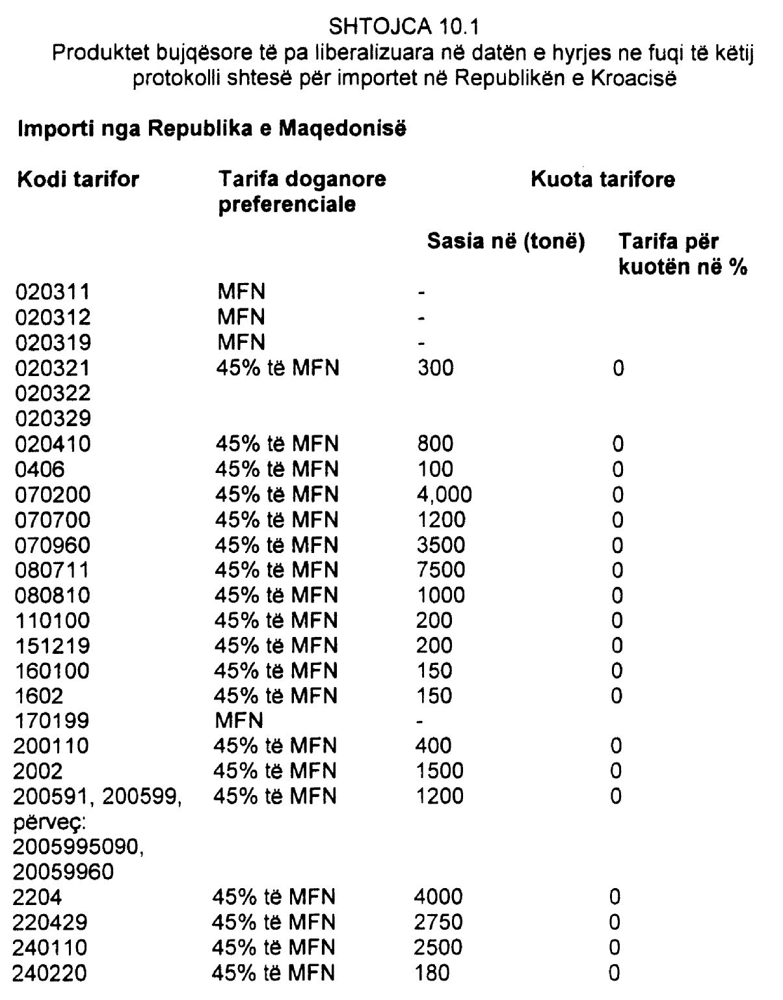 SHTOJCA 10.1
Produktet bujqësore të pa liberalizuara në datën e hyrjes ne fuqi të këtij
protokolli shtesë për importet në Republikën e Kroacisë
Importi nga Republika e Maqedonisë
Kodi tarifor Tarifa doganore Kuota tarifore
preferenciale
Sasia në (tonë) Tarifa për
kuotën në %
020311 MFN -
020312 MFN -
020319 MFN -
020321 45% të MFN 300 0
020322
020329
020410 45% të MFN 800 0
0406 45% të MFN 100 0
070200 45% të MFN 4,000 0
070700 45% të MFN 1200 0
070960 45% të MFN 3500 0
080711 45% të MFN 7500 0
080810 45% të MFN 1000 0
110100 45% të MFN 200 0
151219 45% të MFN 200 0
160100 45% të MFN 150 0
1602 45% të MFN 150 0
170199 MFN -
200110 45% të MFN 400 0
2002 45% të MFN 1500 0
200591, 200599, 45% të MFN 1200 0
përveç:
2005995090,
20059960
2204 45% të MFN 4000 0
220429 45% të MFN 2750 0
240110 45% të MFN 2500 0
240220 45% të MFN 180 0